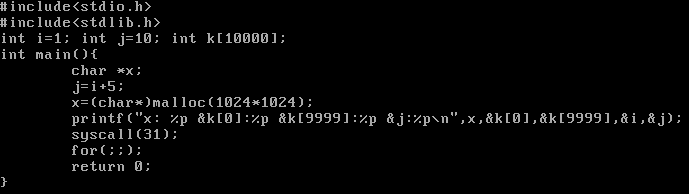 #include<stdio.h>
#include<stdlib.h>
int i=1; int j=10; int k[10000];
int main(){
char *x;
j=i+5;
x=(char*)malloc(1024*1024);
printf("x: %p &k[0]:%p &k[9999]:%p &j:%p\n",x,&k[0],&k[9999],&i,&j);
syscall(31);
for(;;);
return 0;
}